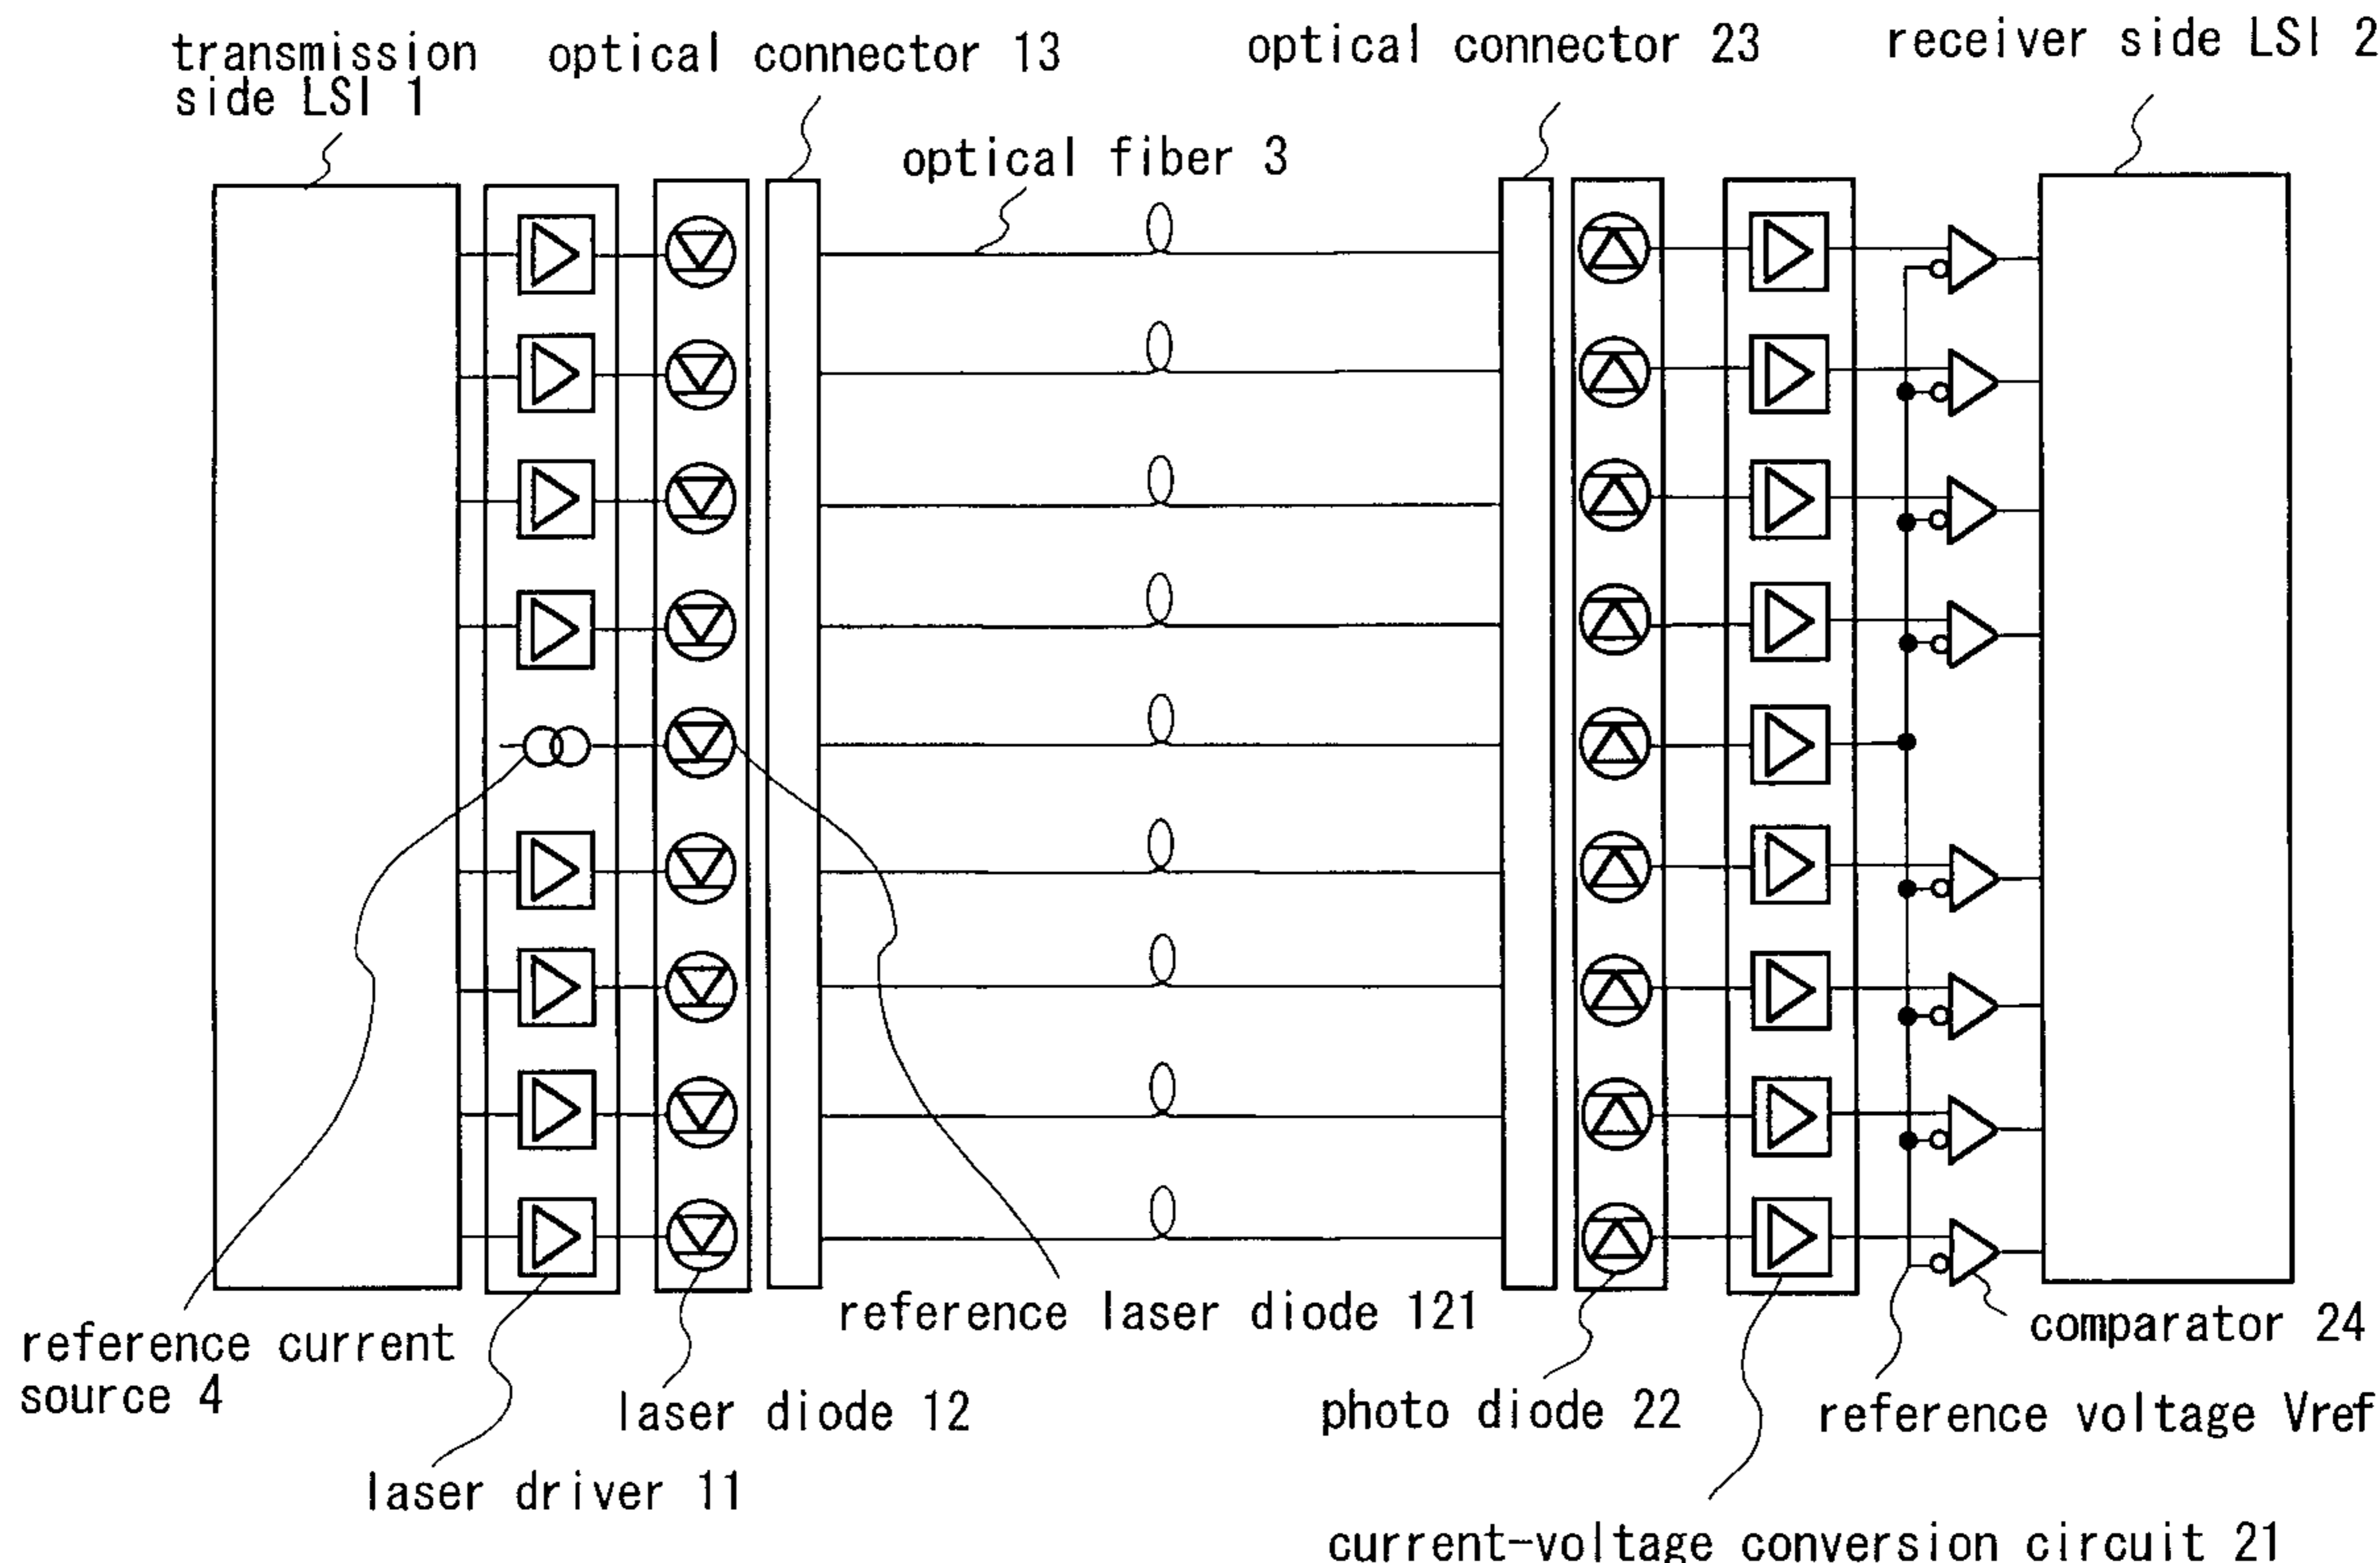 transmission
side LSI 1
optical connector 13
optical connector 23
receiver side LSI 2
optical fiber 3
reference laser diode 121
reference current
source 4
comparator 24
laser diode 12
photo diode 22
reference voltage Vref
laser driver 11
current-voltage conversion circuit 21